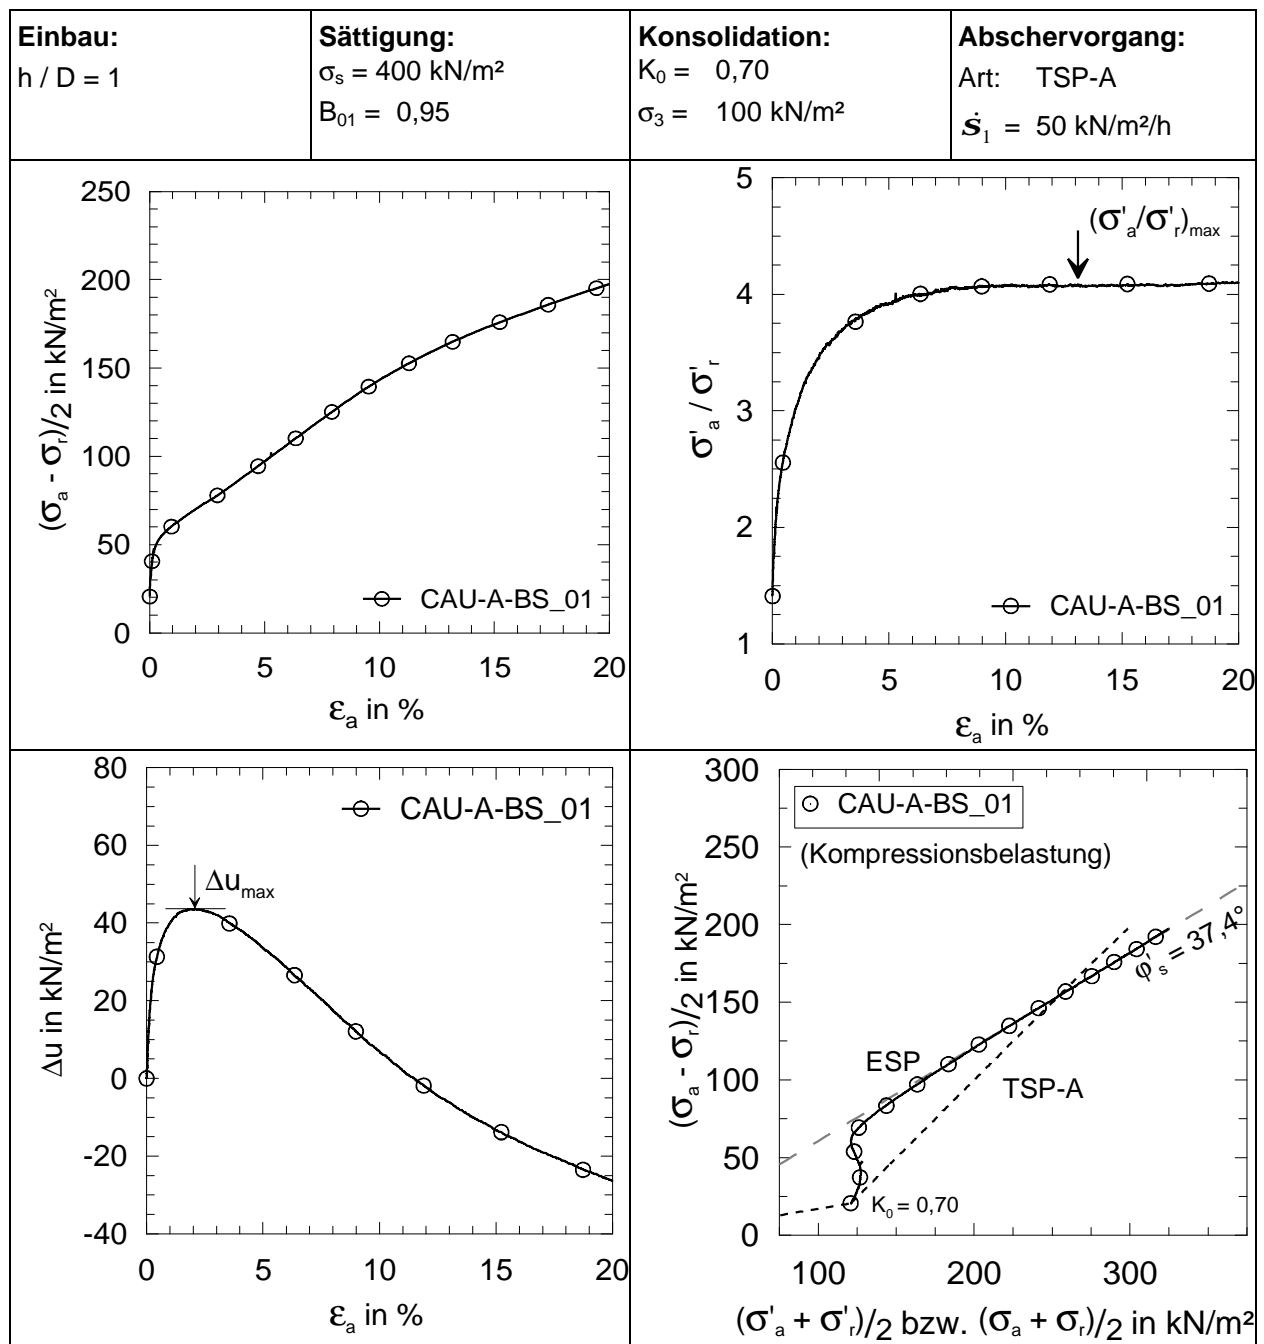 Einbau:
h / D = 1
Sättigung:
σs = 400 kN/m²
B01 = 0,95
Konsolidation:
K0 = 0,70
σ3 = 100 kN/m²
Abschervorgang:
Art: TSP-A
ṡ1 = 50 kN/m²/h
250
200
150
100
50
0
(σa - σr)/2 in kN/m²
CAU-A-BS_01
0 5 10 15 20
εa in %
5
4
3
2
1
σ'a / σ'r
(σ'a/σ'r)max
CAU-A-BS_01
0 5 10 15 20
εa in %
80
60
40
20
0
-20
-40
Δu in kN/m²
CAU-A-BS_01
Δumax
0 5 10 15 20
εa in %
300
250
200
150
100
50
0
(σa - σr)/2 in kN/m²
CAU-A-BS_01
(Kompressionsbelastung)
φ's = 37,4°
ESP
TSP-A
K0 = 0,70
100 200 300
(σ'a + σ'r)/2 bzw. (σa + σr)/2 in kN/m²